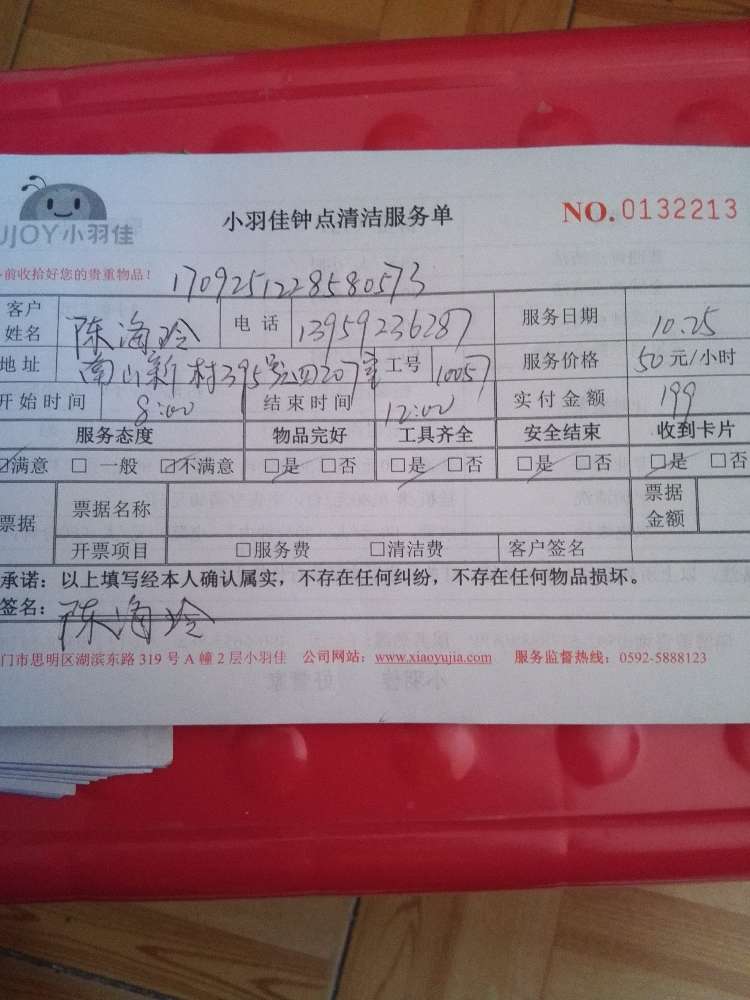 UJOY小羽佳
小羽佳钟点清洁服务单
NO.0132213
前收拾好您的贵重物品！
1709251228580573
客户姓名 陈海玲 电话 13959236287 服务日期 10.25
地址 南山新村395号四207室 工号 10057 服务价格 50元/小时
开始时间 8:00 结束时间 12:00 实付金额 199
服务态度 物品完好 工具齐全 安全结束 收到卡片
☑满意 □一般 ☑不满意 □是 □否 □是 □否 □是 □否 □是 □否
票据 票据名称 票据金额
开票项目 □服务费 □清洁费 客户签名
承诺：以上填写经本人确认属实，不存在任何纠纷，不存在任何物品损坏。
签名：陈海玲
门市思明区湖滨东路319号A幢2层小羽佳 公司网站：www.xiaoyujia.com 服务监督热线：0592-5888123